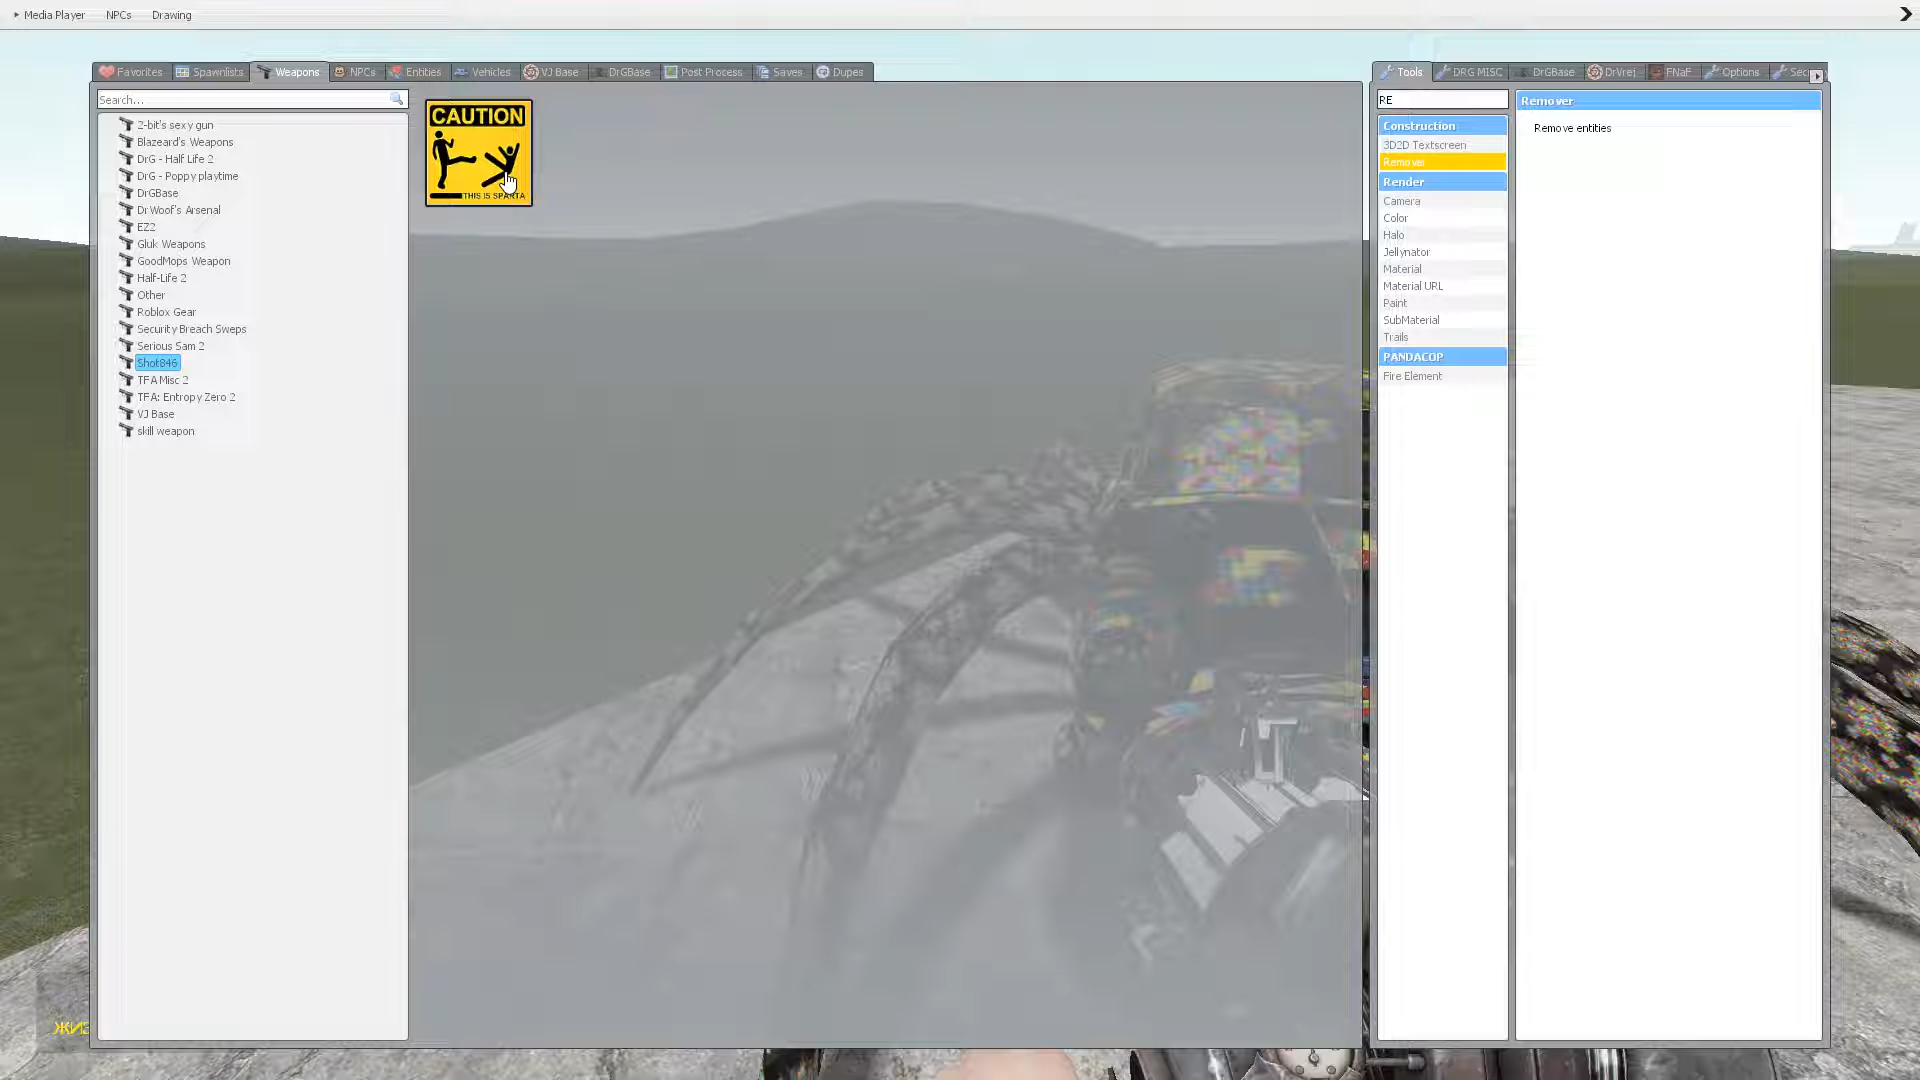 Media Player NPCs Drawing
Favorites Spawnlists Weapons NPCs Entities Vehicles VJ Base DrGBase Post Process Saves Dupes
Search...
2-bit's sexy gun
Blazeard's Weapons
DrG - Half Life 2
DrG - Poppy playtime
DrGBase
DrWoof's Arsenal
EZ2
Gluk Weapons
GoodMops Weapon
Half-Life 2
Other
Roblox Gear
Security Breach Sweps
Serious Sam 2
Shot846
TFA Misc 2
TFA: Entropy Zero 2
VJ Base
skill weapon
CAUTION
THIS IS SPARTA
Tools DRG MISC DrGBase DrVrej FNaF Options Sec
RE
Construction
3D2D Textscreen
Remover
Render
Camera
Color
Halo
Jellynator
Material
Material URL
Paint
SubMaterial
Trails
PANDACOP
Fire Element
Remover
Remove entities
ЖИЗ